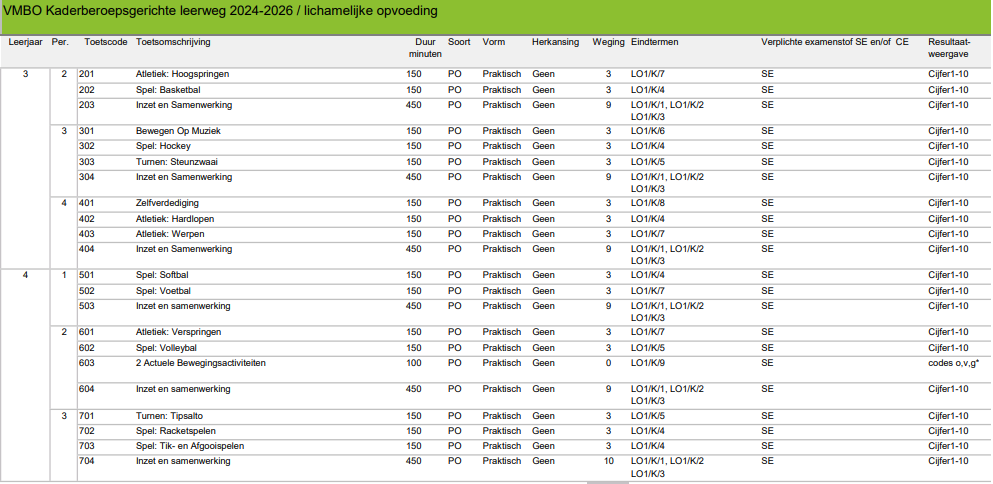 VMBO Kaderberoepsgerichte leerweg 2024-2026 / lichamelijke opvoeding
Leerjaar Per. Toetscode Toetsomschrijving Duur minuten Soort Vorm Herkansing Weging Eindtermen Verplichte examenstof SE en/of CE Resultaat-weergave
3 2 201 Atletiek: Hoogspringen 150 PO Praktisch Geen 3 LO1/K/7 SE Cijfer1-10
202 Spel: Basketbal 150 PO Praktisch Geen 3 LO1/K/4 SE Cijfer1-10
203 Inzet en Samenwerking 450 PO Praktisch Geen 9 LO1/K/1, LO1/K/2 SE Cijfer1-10
LO1/K/3
3 301 Bewegen Op Muziek 150 PO Praktisch Geen 3 LO1/K/6 SE Cijfer1-10
302 Spel: Hockey 150 PO Praktisch Geen 3 LO1/K/4 SE Cijfer1-10
303 Turnen: Steunzwaai 150 PO Praktisch Geen 3 LO1/K/5 SE Cijfer1-10
304 Inzet en Samenwerking 450 PO Praktisch Geen 9 LO1/K/1, LO1/K/2 SE Cijfer1-10
LO1/K/3
4 401 Zelfverdediging 150 PO Praktisch Geen 3 LO1/K/8 SE Cijfer1-10
402 Atletiek: Hardlopen 150 PO Praktisch Geen 3 LO1/K/4 SE Cijfer1-10
403 Atletiek: Werpen 150 PO Praktisch Geen 3 LO1/K/7 SE Cijfer1-10
404 Inzet en Samenwerking 450 PO Praktisch Geen 9 LO1/K/1, LO1/K/2 SE Cijfer1-10
LO1/K/3
4 1 501 Spel: Softbal 150 PO Praktisch Geen 3 LO1/K/4 SE Cijfer1-10
502 Spel: Voetbal 150 PO Praktisch Geen 3 LO1/K/7 SE Cijfer1-10
503 Inzet en samenwerking 450 PO Praktisch Geen 9 LO1/K/1, LO1/K/2 SE Cijfer1-10
LO1/K/3
2 601 Atletiek: Verspringen 150 PO Praktisch Geen 3 LO1/K/7 SE Cijfer1-10
602 Spel: Volleybal 150 PO Praktisch Geen 3 LO1/K/5 SE Cijfer1-10
603 2 Actuele Bewegingsactiviteiten 100 PO Praktisch Geen 0 LO1/K/9 SE codes o,v,g*
604 Inzet en samenwerking 450 PO Praktisch Geen 9 LO1/K/1, LO1/K/2 SE Cijfer1-10
LO1/K/3
3 701 Turnen: Tipsalto 150 PO Praktisch Geen 3 LO1/K/5 SE Cijfer1-10
702 Spel: Racketspelen 150 PO Praktisch Geen 3 LO1/K/4 SE Cijfer1-10
703 Spel: Tik- en Afgooispelen 150 PO Praktisch Geen 3 LO1/K/4 SE Cijfer1-10
704 Inzet en samenwerking 450 PO Praktisch Geen 10 LO1/K/1, LO1/K/2 SE Cijfer1-10
LO1/K/3